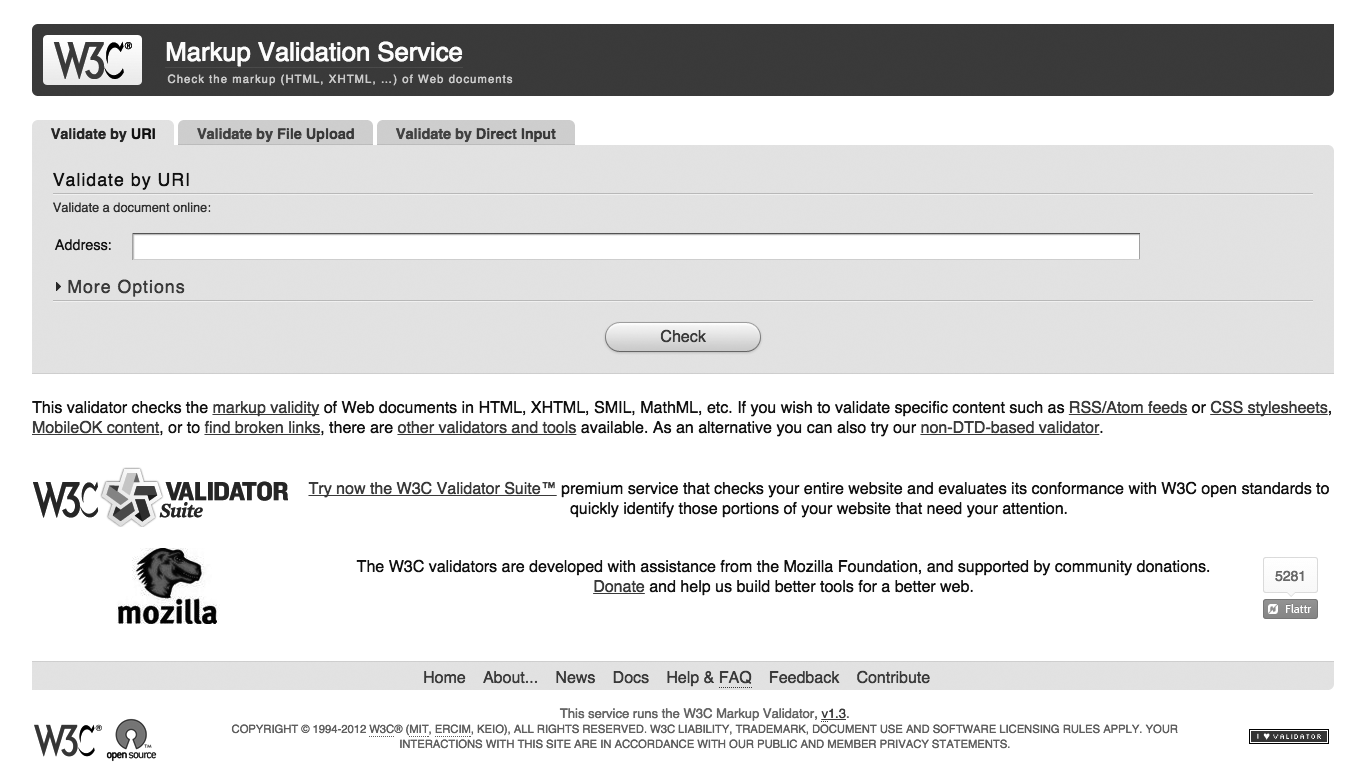 W3C®
Markup Validation Service
Check the markup (HTML, XHTML, …) of Web documents
Validate by URI
Validate by File Upload
Validate by Direct Input
Validate by URI
Validate a document online:
Address:
More Options
Check
This validator checks the markup validity of Web documents in HTML, XHTML, SMIL, MathML, etc. If you wish to validate specific content such as RSS/Atom feeds or CSS stylesheets,
MobileOK content, or to find broken links, there are other validators and tools available. As an alternative you can also try our non-DTD-based validator.
W3C VALIDATOR
Suite
Try now the W3C Validator Suite™ premium service that checks your entire website and evaluates its conformance with W3C open standards to
quickly identify those portions of your website that need your attention.
mozilla
The W3C validators are developed with assistance from the Mozilla Foundation, and supported by community donations.
Donate and help us build better tools for a better web.
5281
Flattr
Home About... News Docs Help & FAQ Feedback Contribute
W3C®
open source™
This service runs the W3C Markup Validator, v1.3.
COPYRIGHT © 1994-2012 W3C® (MIT, ERCIM, KEIO), ALL RIGHTS RESERVED. W3C LIABILITY, TRADEMARK, DOCUMENT USE AND SOFTWARE LICENSING RULES APPLY. YOUR
INTERACTIONS WITH THIS SITE ARE IN ACCORDANCE WITH OUR PUBLIC AND MEMBER PRIVACY STATEMENTS.
I ♥ VALIDATOR